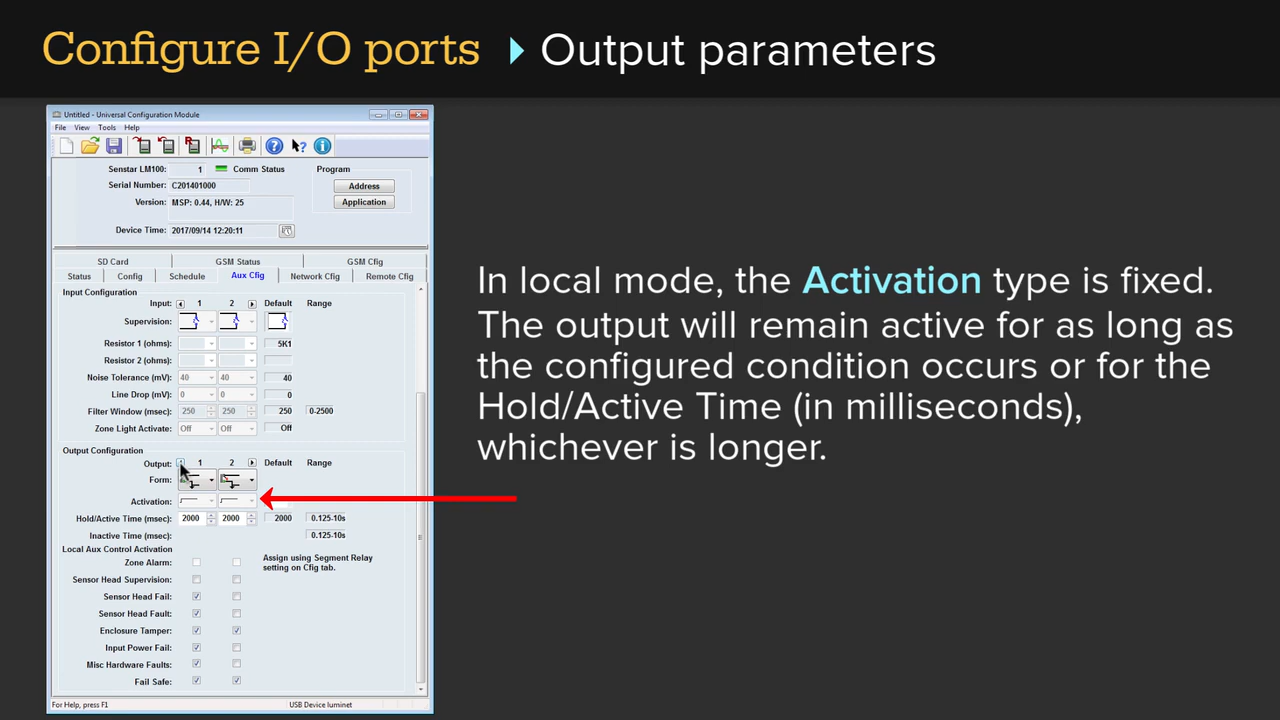 Configure I/O ports Output parameters
Untitled - Universal Configuration Module
File View Tools Help
Senstar LM100: 1 Comm Status Program
Serial Number: C201401000 Address
Version: MSP: 0.44, H/W: 25 Application
Device Time: 2017/09/14 12:20:11
SD Card GSM Status GSM Cfig
Status Config Schedule Aux Cfig Network Cfig Remote Cfig
Input Configuration
Input: 1 2 Default Range
Supervision:
Resistor 1 (ohms): 5K1
Resistor 2 (ohms):
Noise Tolerance (mV): 40 40 40
Line Drop (mV): 0 0 0
Filter Window (msec): 250 250 250 0-2500
Zone Light Activate: Off Off Off
Output Configuration
Output: 1 2 Default Range
Form:
Activation:
Hold/Active Time (msec): 2000 2000 2000 0.125-10s
Inactive Time (msec): 0.125-10s
Local Aux Control Activation
Zone Alarm: Assign using Segment Relay
setting on Cfig tab.
Sensor Head Supervision:
Sensor Head Fail:
Sensor Head Fault:
Enclosure Tamper:
Input Power Fail:
Misc Hardware Faults:
Fail Safe:
For Help, press F1 USB Device luminet
In local mode, the Activation type is fixed.
The output will remain active for as long as
the configured condition occurs or for the
Hold/Active Time (in milliseconds),
whichever is longer.